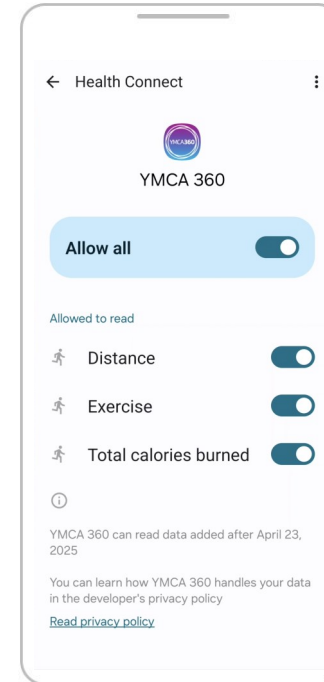 Health Connect
YMCA360
YMCA 360
Allow all
Allowed to read
Distance
Exercise
Total calories burned
YMCA 360 can read data added after April 23,
2025
You can learn how YMCA 360 handles your data
in the developer's privacy policy
Read privacy policy